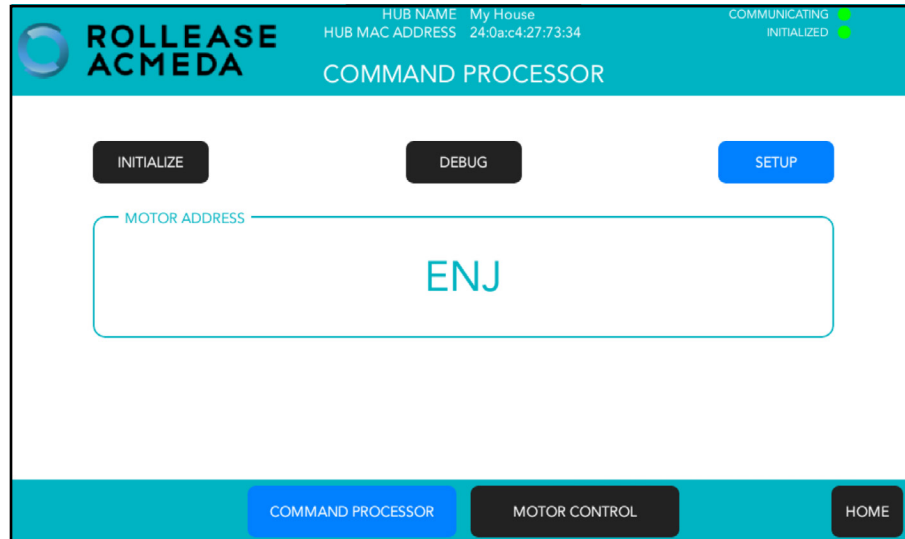 ROLLEASE
ACMEDA
HUB NAME My House
HUB MAC ADDRESS 24:0a:c4:27:73:34
COMMAND PROCESSOR
COMMUNICATING
INITIALIZED
INITIALIZE
DEBUG
SETUP
MOTOR ADDRESS
ENJ
COMMAND PROCESSOR
MOTOR CONTROL
HOME